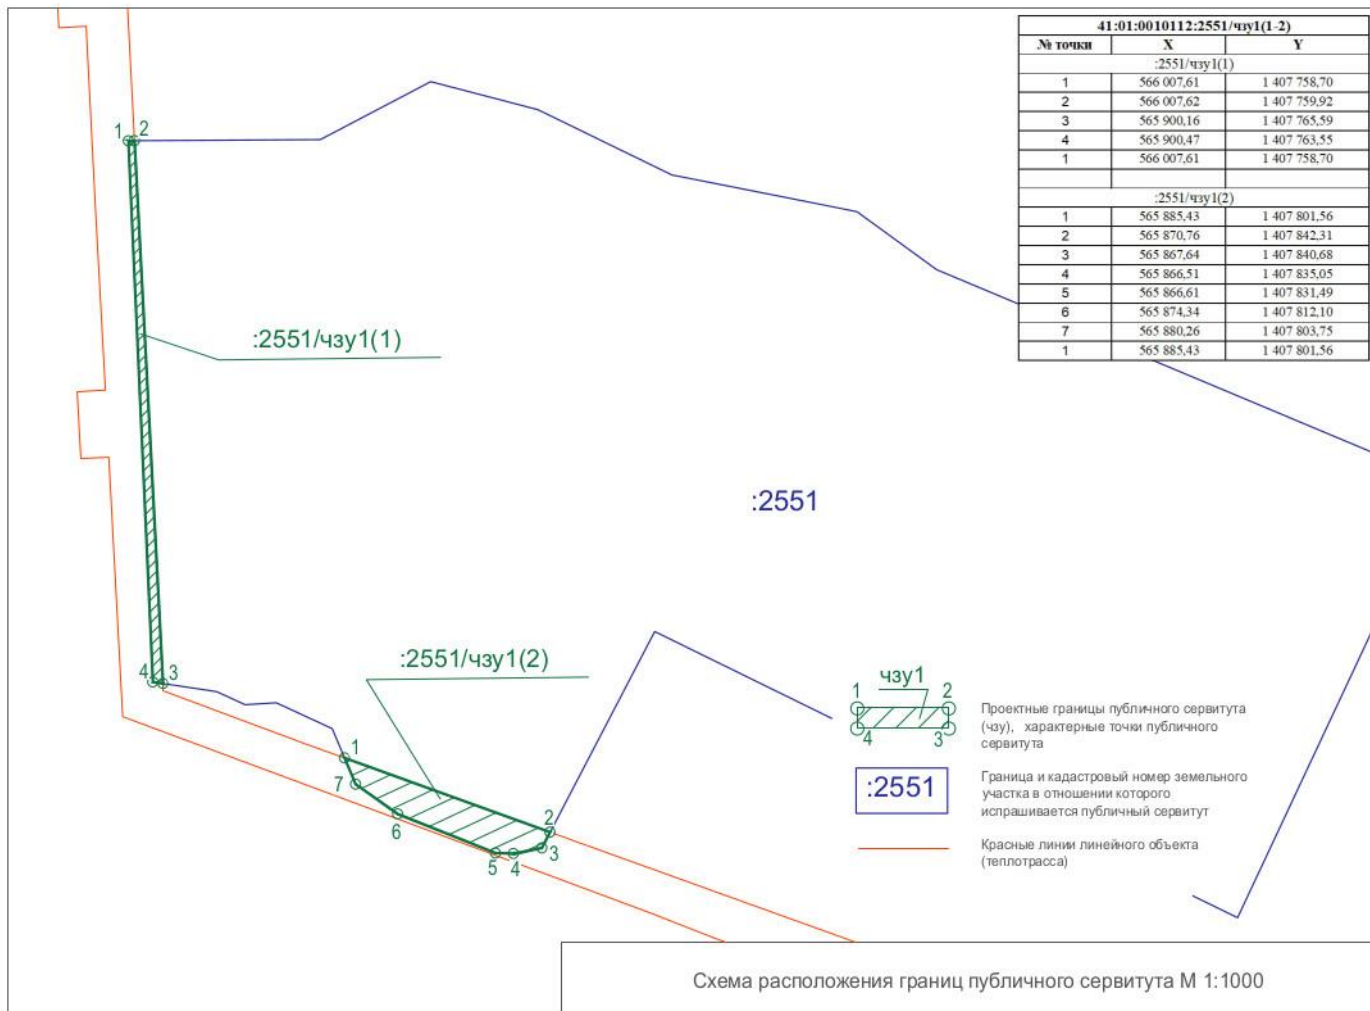 41:01:0010112:2551/чзу1(1-2)
№ точки X Y
:2551/чзу1(1)
1 566 007,61 1 407 758,70
2 566 007,62 1 407 759,92
3 565 900,16 1 407 765,59
4 565 900,47 1 407 763,55
1 566 007,61 1 407 758,70
:2551/чзу1(2)
1 565 885,43 1 407 801,56
2 565 870,76 1 407 842,31
3 565 867,64 1 407 840,68
4 565 866,51 1 407 835,05
5 565 866,61 1 407 831,49
6 565 874,34 1 407 812,10
7 565 880,26 1 407 803,75
1 565 885,43 1 407 801,56
1 2
:2551/чзу1(1)
:2551
4 3
:2551/чзу1(2)
1
7
6
2
5 4 3
чзу1
1 2
4 3
Проектные границы публичного сервитута
(чзу), характерные точки публичного
сервитута
:2551
Граница и кадастровый номер земельного
участка в отношении которого
испрашивается публичный сервитут
Красные линии линейного объекта
(теплотрасса)
Схема расположения границ публичного сервитута М 1:1000